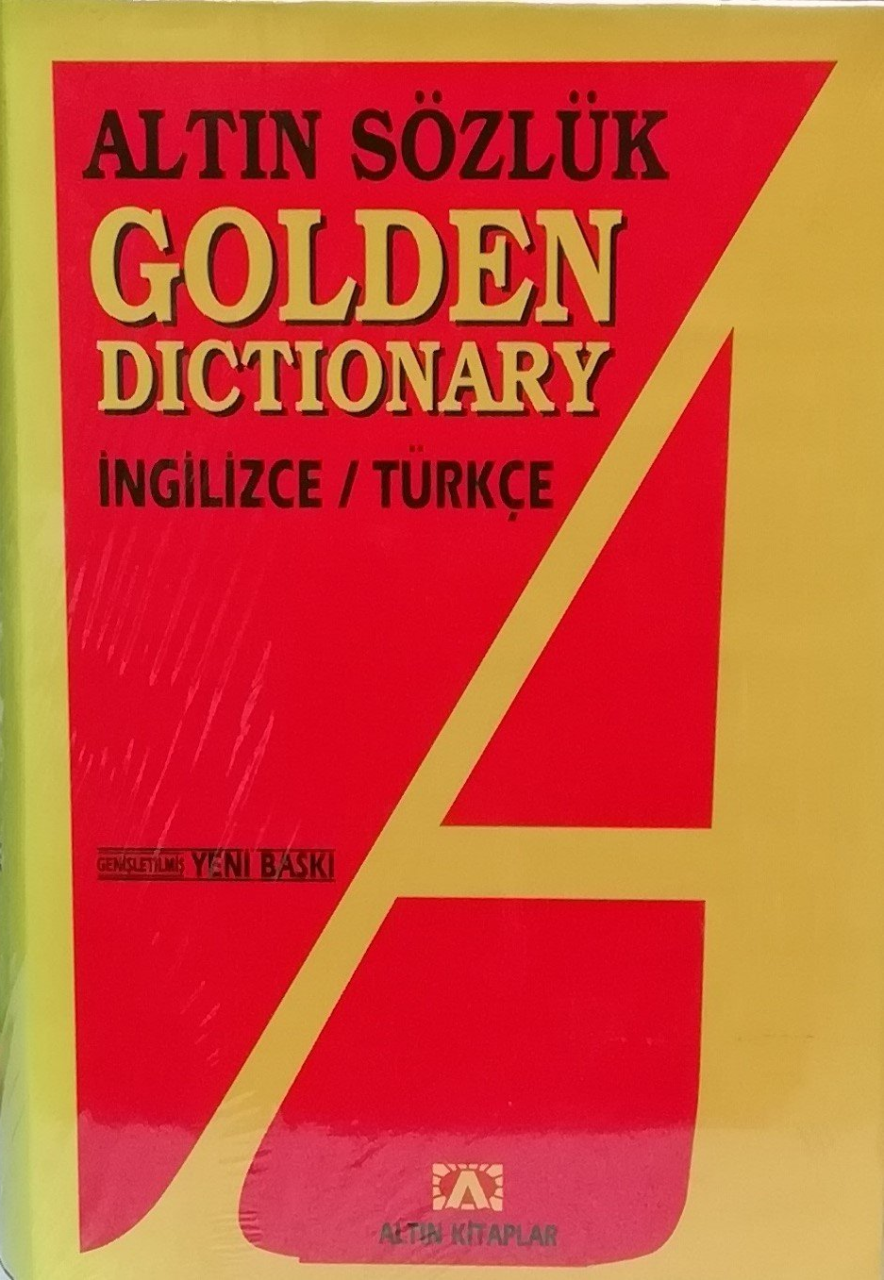 ALTIN SÖZLÜK
GOLDEN
DICTIONARY
İNGİLİZCE / TÜRKÇE
GENİŞLETİLMİŞ YENİ BASKI
ALTIN KİTAPLAR